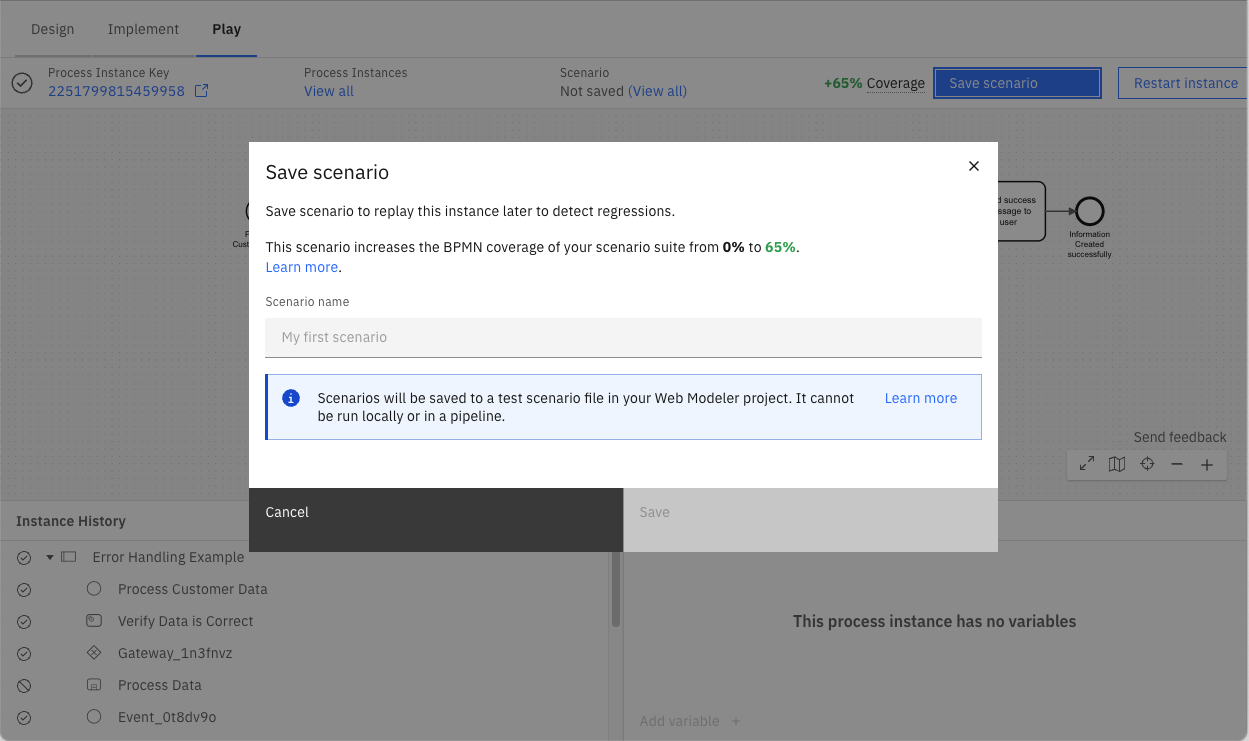 Design
Implement
Play
Process Instance Key
2251799815459958
Process Instances
View all
Scenario
Not saved (View all)
+65% Coverage
Save scenario
Restart instance
Save scenario
Save scenario to replay this instance later to detect regressions.
This scenario increases the BPMN coverage of your scenario suite from 0% to 65%.
Learn more.
Scenario name
My first scenario
Scenarios will be saved to a test scenario file in your Web Modeler project. It cannot
be run locally or in a pipeline.
Learn more
Cancel
Save
success
to
user
Information
Created
successfully
Send feedback
Instance History
Error Handling Example
Process Customer Data
Verify Data is Correct
Gateway_1n3fnvz
Process Data
Event_0t8dv9o
This process instance has no variables
Add variable +